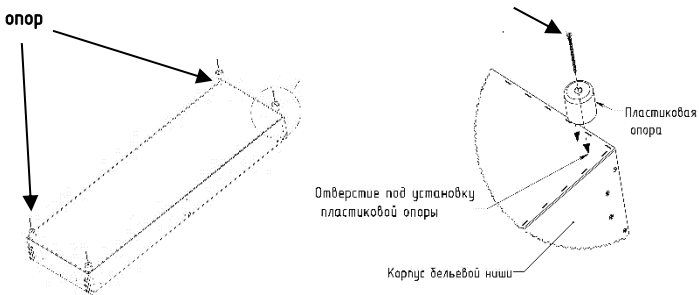 опор
Пластиковая
опора
Отверстие под установку
пластиковой опоры
Корпус бельевой ниши